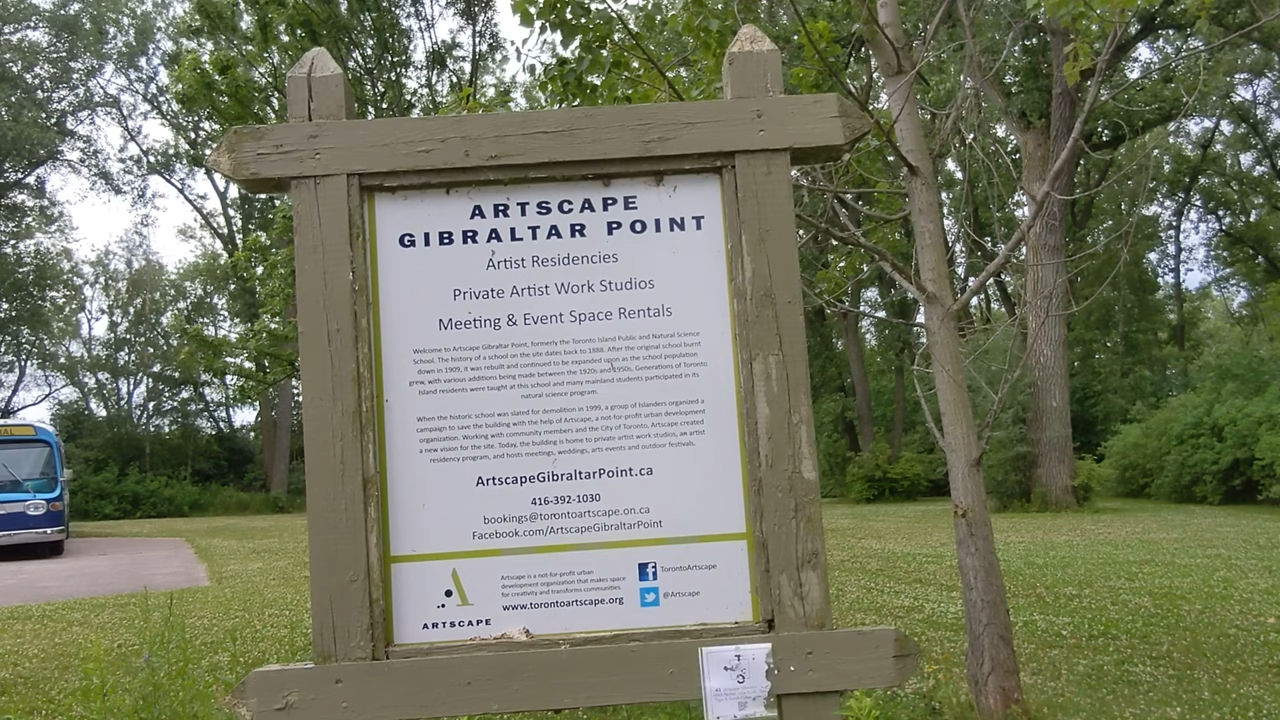 ARTSCAPE
GIBRALTAR POINT
Artist Residencies
Private Artist Work Studios
Meeting & Event Space Rentals
Welcome to Artscape Gibraltar Point, formerly the Toronto Island Public and Natural Science
School. The history of a school on the site dates back to 1888. After the original school burnt
down in 1909, it was rebuilt and continued to be expanded upon as the school population
grew, with various additions being made between the 1920s and 1950s. Generations of Toronto
Island residents were taught at this school and many mainland students participated in its
natural science program.
When the historic school was slated for demolition in 1999, a group of Islanders organized a
campaign to save the building with the help of Artscape, a not-for-profit urban development
organization. Working with community members and the City of Toronto, Artscape created
a new vision for the site. Today, the building is home to private artist work studios, an artist
residency program, and hosts meetings, weddings, arts events and outdoor festivals.
ArtscapeGibraltarPoint.ca
416-392-1030
bookings@torontoartscape.on.ca
Facebook.com/ArtscapeGibraltarPoint
ARTSCAPE
Artscape is a not-for-profit urban
development organization that makes space
for creativity and transforms communities.
www.torontoartscape.org
TorontoArtscape
@Artscape